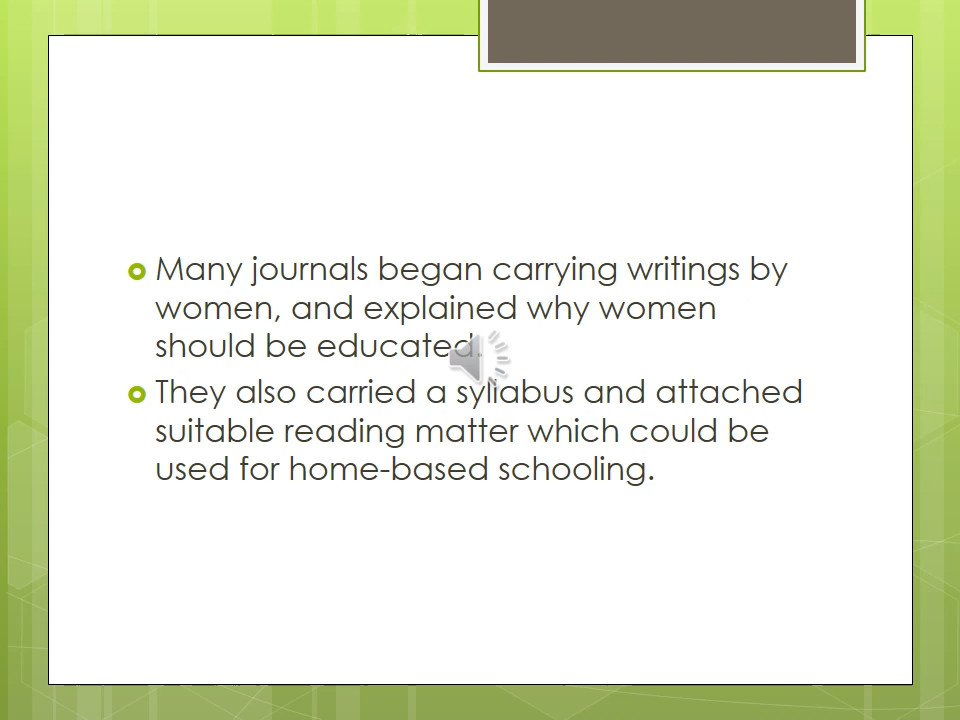 Many journals began carrying writings by
women, and explained why women
should be educated.
They also carried a syllabus and attached
suitable reading matter which could be
used for home-based schooling.